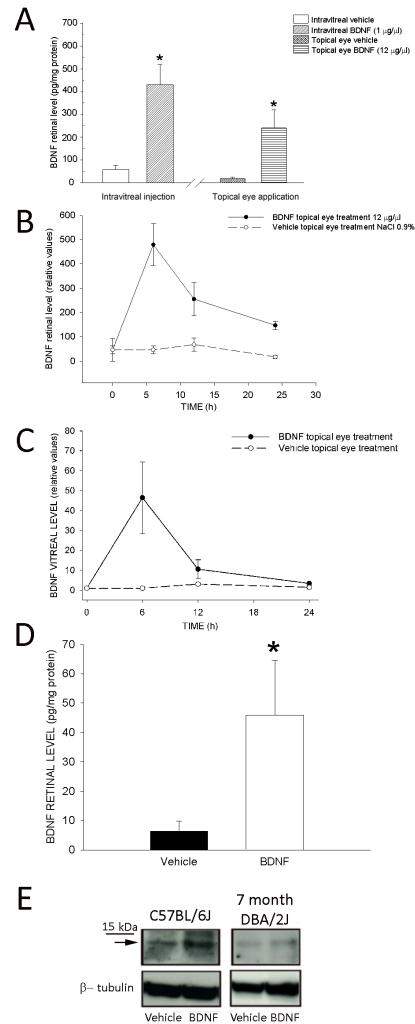 A
BDNF retinal level (pg/mg protein)
700
600
500
400
300
200
100
0
*
*
Intravitreal vehicle
Intravitreal BDNF (1 μg/μl)
Topical eye vehicle
Topical eye BDNF (12 μg/μl)
Intravitreal injection
Topical eye application
B
BDNF retinal level (relative values)
600
500
400
300
200
100
0
BDNF topical eye treatment 12 μg/μl
Vehicle topical eye treatment NaCl 0.9%
0 5 10 15 20 25 30
TIME (h)
C
BDNF VITREAL LEVEL (relative values)
80
70
60
50
40
30
20
10
0
BDNF topical eye treatment
Vehicle topical eye treatment
0 6 12 18 24
TIME (h)
D
BDNF RETINAL LEVEL (pg/mg protein)
70
60
50
40
30
20
10
0
*
Vehicle BDNF
E
C57BL/6J
7 month
DBA/2J
15 kDa
β- tubulin
Vehicle BDNF Vehicle BDNF